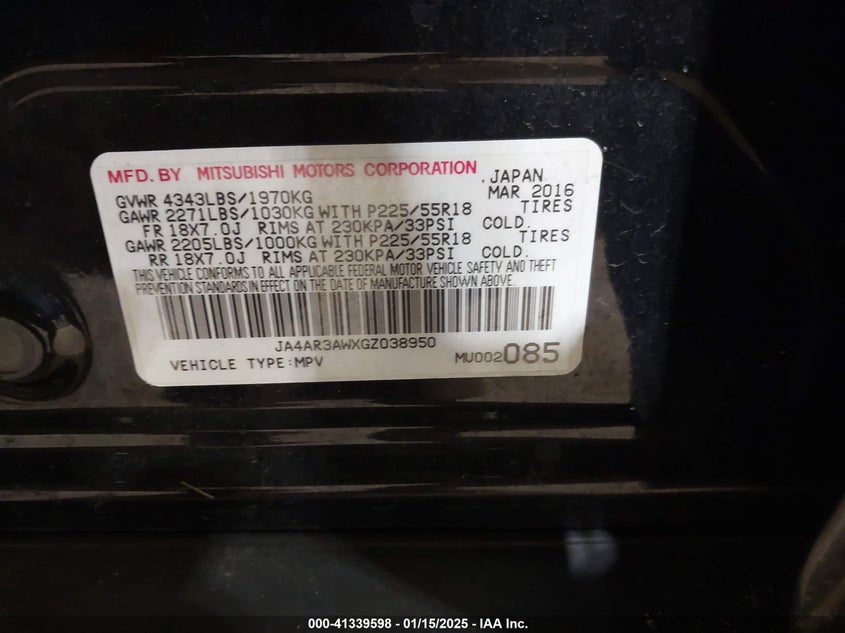 MFD. BY MITSUBISHI MOTORS CORPORATION JAPAN
GVWR 4343LBS/1970KG MAR 2016
GAWR 2271LBS/1030KG WITH P225/55R18 TIRES
FR 18X7.0J RIMS AT 230KPA/33PSI COLD.
GAWR 2205LBS/1000KG WITH P225/55R18 TIRES
RR 18X7.0J RIMS AT 230KPA/33PSI COLD.
THIS VEHICLE CONFORMS TO ALL APPLICABLE FEDERAL MOTOR VEHICLE SAFETY AND THEFT
PREVENTION STANDARDS IN EFFECT ON THE DATE OF MANUFACTURE SHOWN ABOVE.
JA4AR3AWXGZ038950
VEHICLE TYPE:MPV MU002085
000-41339598 - 01/15/2025 - IAA Inc.